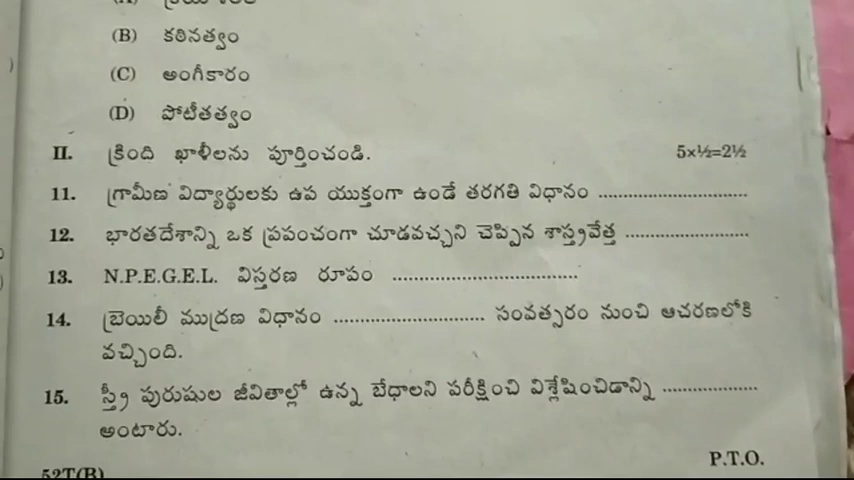 (B) కఠినత్వం
(C) అంగీకారం
(D) పోటీతత్వం
II. క్రింది ఖాళీలను పూర్తించండి. 5×½=2½
11. గ్రామీణ విద్యార్థులకు ఉప యుక్తంగా ఉండే తరగతి విధానం ..............................
12. భారతదేశాన్ని ఒక ప్రపంచంగా చూడవచ్చని చెప్పిన శాస్త్రవేత్త .........................
13. N.P.E.G.E.L. విస్తరణ రూపం .....................................
14. బ్రెయిలీ ముద్రణ విధానం .............................. సంవత్సరం నుంచి ఆచరణలోకి
వచ్చింది.
15. స్త్రీ పురుషుల జీవితాల్లో ఉన్న బేధాలని పరీక్షించి విశ్లేషించిడాన్ని ...................
అంటారు.
P.T.O.
52T(B)